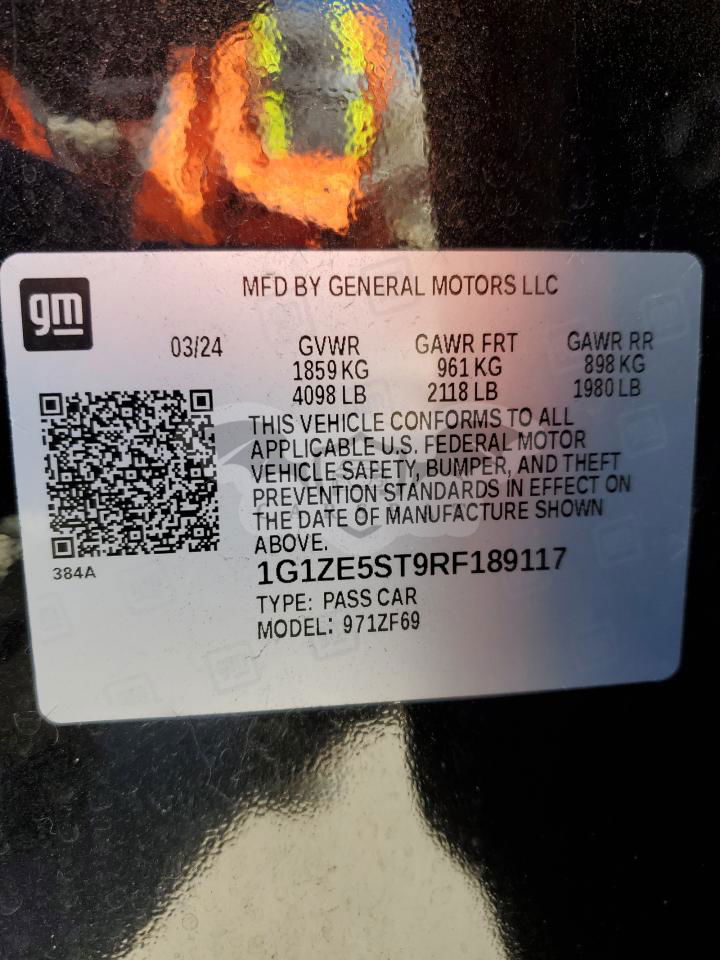 gm
MFD BY GENERAL MOTORS LLC
03/24 GVWR GAWR FRT GAWR RR
1859 KG 961 KG 898 KG
4098 LB 2118 LB 1980 LB
THIS VEHICLE CONFORMS TO ALL
APPLICABLE U.S. FEDERAL MOTOR
VEHICLE SAFETY, BUMPER, AND THEFT
PREVENTION STANDARDS IN EFFECT ON
THE DATE OF MANUFACTURE SHOWN
ABOVE.
384A
1G1ZE5ST9RF189117
TYPE: PASS CAR
MODEL: 971ZF69